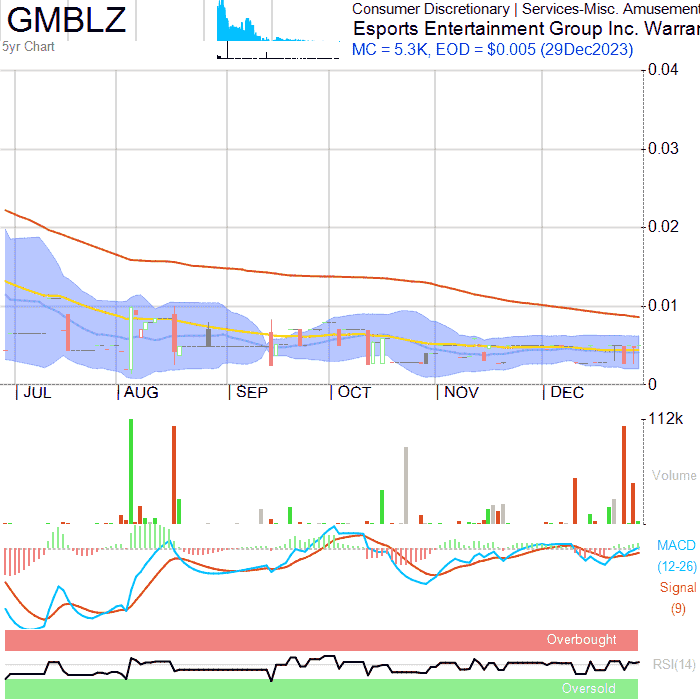 GMBLZ
5yr Chart
Consumer Discretionary | Services-Misc. Amusement
Esports Entertainment Group Inc. Warran
MC = 5.3K, EOD = $0.005 (29Dec2023)
0.04
0.03
0.02
0.01
0
JUL AUG SEP OCT NOV DEC
112k
Volume
MACD
(12-26)
Signal
(9)
Overbought
RSI(14)
Oversold